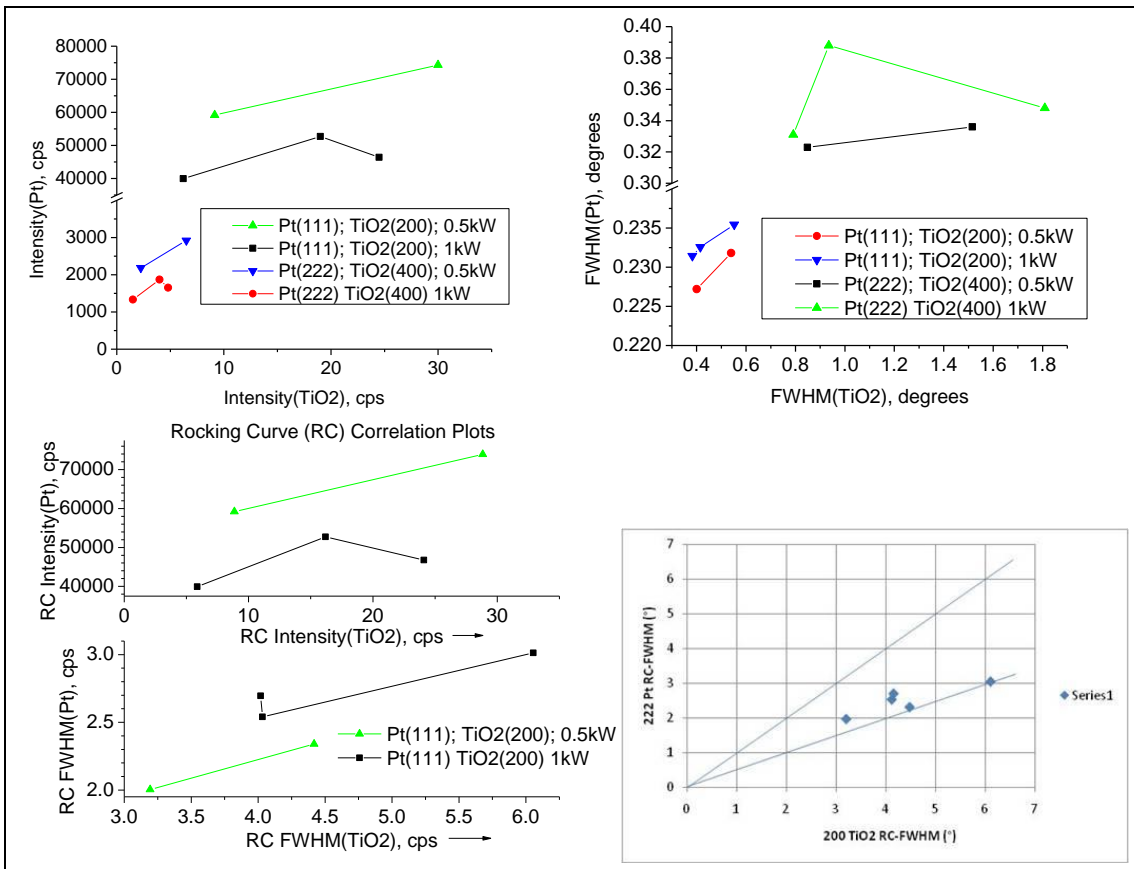 80000
70000
60000
50000
40000
3000
2000
1000
0
Intensity(Pt), cps
Pt(111); TiO2(200); 0.5kW
Pt(111); TiO2(200); 1kW
Pt(222); TiO2(400); 0.5kW
Pt(222) TiO2(400) 1kW
0 10 20 30
Intensity(TiO2), cps
0.40
0.38
0.36
0.34
0.32
0.30
0.235
0.230
0.225
0.220
FWHM(Pt), degrees
Pt(111); TiO2(200); 0.5kW
Pt(111); TiO2(200); 1kW
Pt(222); TiO2(400); 0.5kW
Pt(222) TiO2(400) 1kW
0.4 0.6 0.8 1.0 1.2 1.4 1.6 1.8
FWHM(TiO2), degrees
Rocking Curve (RC) Correlation Plots
70000
60000
50000
40000
RC Intensity(Pt), cps
0 10 20 30
RC Intensity(TiO2), cps
3.0
2.5
2.0
RC FWHM(Pt), cps
Pt(111); TiO2(200); 0.5kW
Pt(111) TiO2(200) 1kW
3.0 3.5 4.0 4.5 5.0 5.5 6.0
RC FWHM(TiO2), cps
7
6
5
4
3
2
1
0
222 Pt RC-FWHM (°)
Series1
0 1 2 3 4 5 6 7
200 TiO2 RC-FWHM (°)